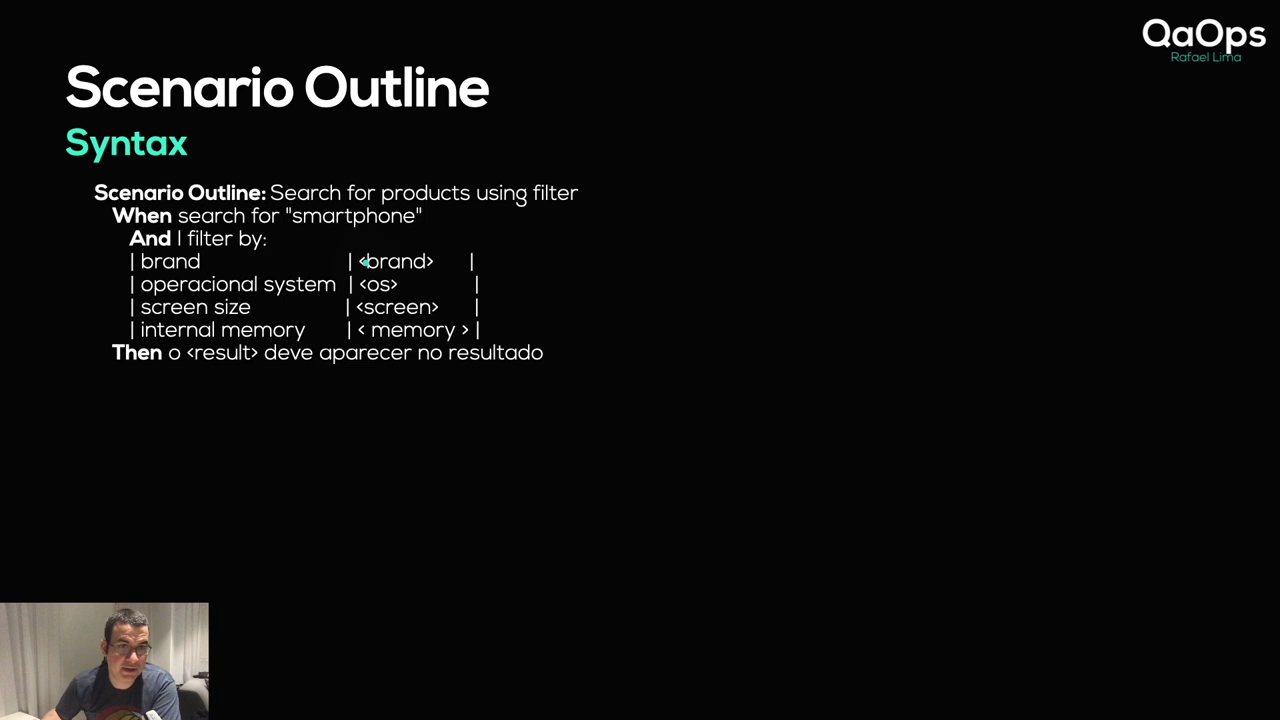 QaOps
Rafael Lima
Scenario Outline
Syntax
Scenario Outline: Search for products using filter
When search for "smartphone"
And I filter by:
| brand | <brand> |
| operacional system | <os> |
| screen size | <screen> |
| internal memory | < memory > |
Then o <result> deve aparecer no resultado